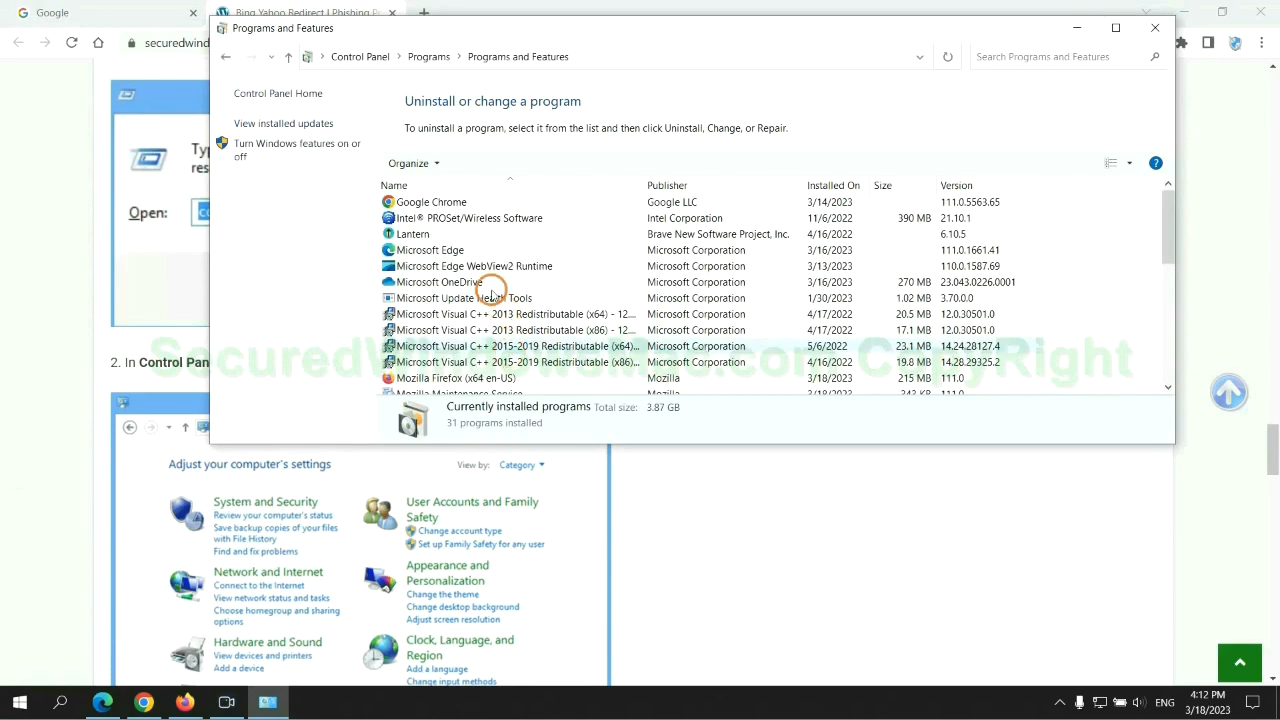 Google
Bing Yahoo Redirect | Phishing
securedwin
Programs and Features
Control Panel
Programs
Programs and Features
Search Programs and Features
Control Panel Home
View installed updates
Turn Windows features on or
off
Uninstall or change a program
To uninstall a program, select it from the list and then click Uninstall, Change, or Repair.
Organize
Name Publisher Installed On Size Version
Google Chrome Google LLC 3/14/2023 111.0.5563.65
Intel® PROSet/Wireless Software Intel Corporation 11/6/2022 390 MB 21.10.1
Lantern Brave New Software Project, Inc. 4/16/2022 6.10.5
Microsoft Edge Microsoft Corporation 3/16/2023 111.0.1661.41
Microsoft Edge WebView2 Runtime Microsoft Corporation 3/13/2023 110.0.1587.69
Microsoft OneDrive Microsoft Corporation 3/16/2023 270 MB 23.043.0226.0001
Microsoft Update Health Tools Microsoft Corporation 1/30/2023 1.02 MB 3.70.0.0
Microsoft Visual C++ 2013 Redistributable (x64) - 12.... Microsoft Corporation 4/17/2022 20.5 MB 12.0.30501.0
Microsoft Visual C++ 2013 Redistributable (x86) - 12.... Microsoft Corporation 4/17/2022 17.1 MB 12.0.30501.0
Microsoft Visual C++ 2015-2019 Redistributable (x64)... Microsoft Corporation 5/6/2022 23.1 MB 14.24.28127.4
Microsoft Visual C++ 2015-2019 Redistributable (x86)... Microsoft Corporation 4/16/2022 19.8 MB 14.28.29325.2
Mozilla Firefox (x64 en-US) Mozilla 3/18/2023 215 MB 111.0
Mozilla Maintenance Service Mozilla 3/18/2023 343 KB 111.0
Currently installed programs Total size: 3.87 GB
31 programs installed
Typ
res
Open: co
2. In Control Pan
Adjust your computer's settings
View by: Category
System and Security
Review your computer's status
Save backup copies of your files
with File History
Find and fix problems
User Accounts and Family
Safety
Change account type
Set up Family Safety for any user
Network and Internet
Connect to the Internet
View network status and tasks
Choose homegroup and sharing
options
Appearance and
Personalization
Change the theme
Change desktop background
Adjust screen resolution
Hardware and Sound
View devices and printers
Add a device
Clock, Language, and
Region
Add a language
Change input methods
ENG
4:12 PM
3/18/2023